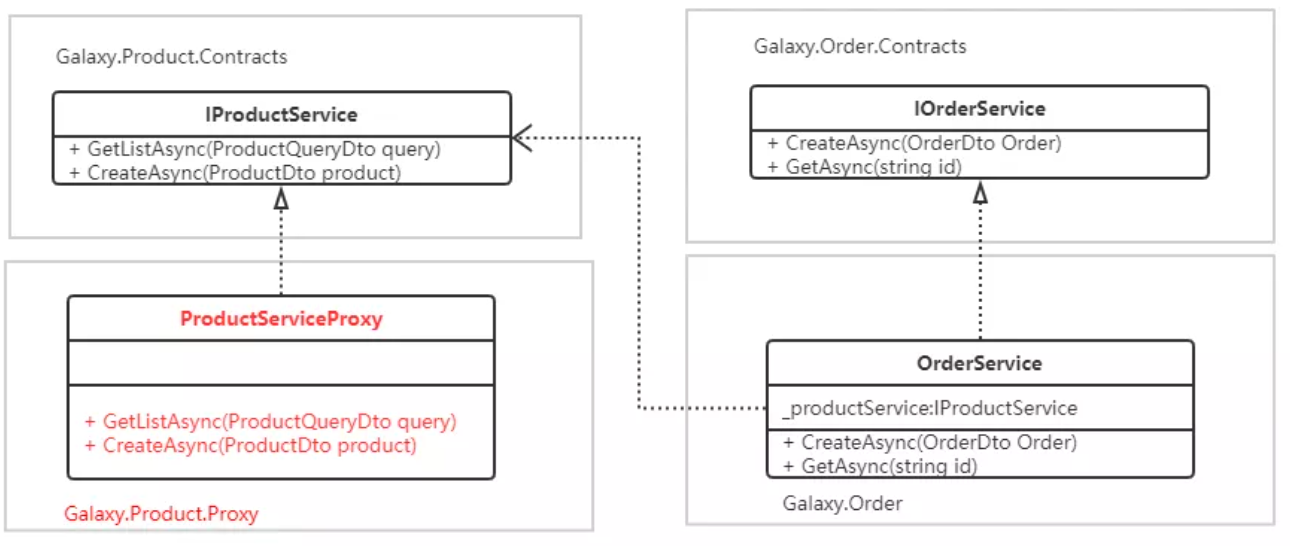 Galaxy.Product.Contracts
IProductService
+ GetListAsync(ProductQueryDto query)
+ CreateAsync(ProductDto product)
ProductServiceProxy
+ GetListAsync(ProductQueryDto query)
+ CreateAsync(ProductDto product)
Galaxy.Product.Proxy
Galaxy.Order.Contracts
IOrderService
+ CreateAsync(OrderDto Order)
+ GetAsync(string id)
OrderService
_productService:IProductService
+ CreateAsync(OrderDto Order)
+ GetAsync(string id)
Galaxy.Order